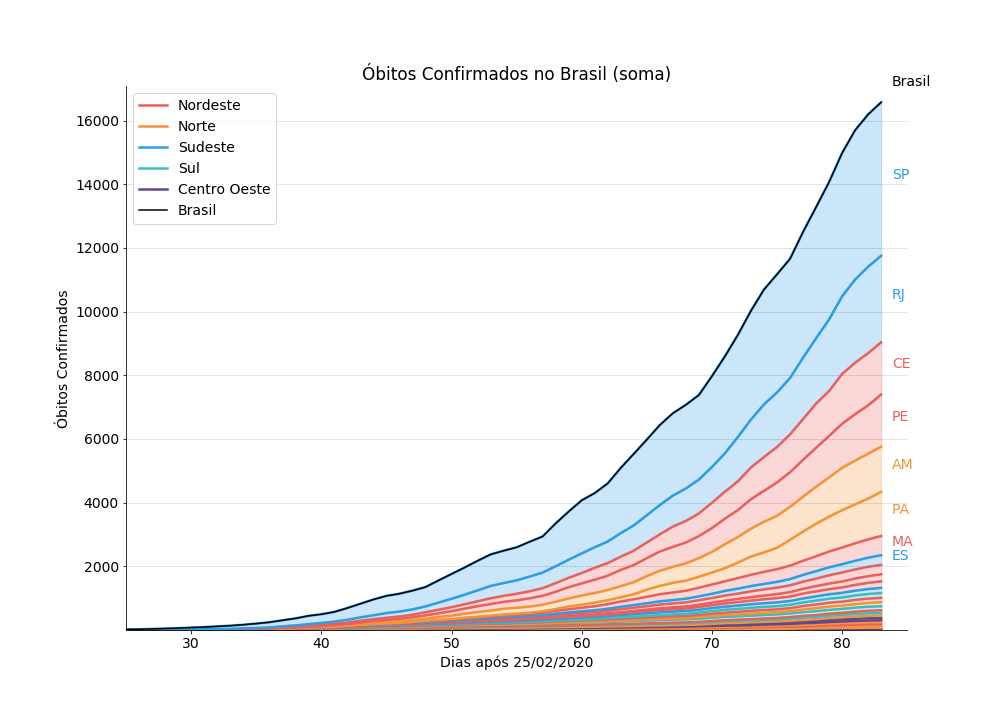 Óbitos Confirmados no Brasil (soma)
Nordeste
Norte
Sudeste
Sul
Centro Oeste
Brasil
Óbitos Confirmados
16000
14000
12000
10000
8000
6000
4000
2000
30 40 50 60 70 80
Dias após 25/02/2020
Brasil
SP
RJ
CE
PE
AM
PA
MA
ES